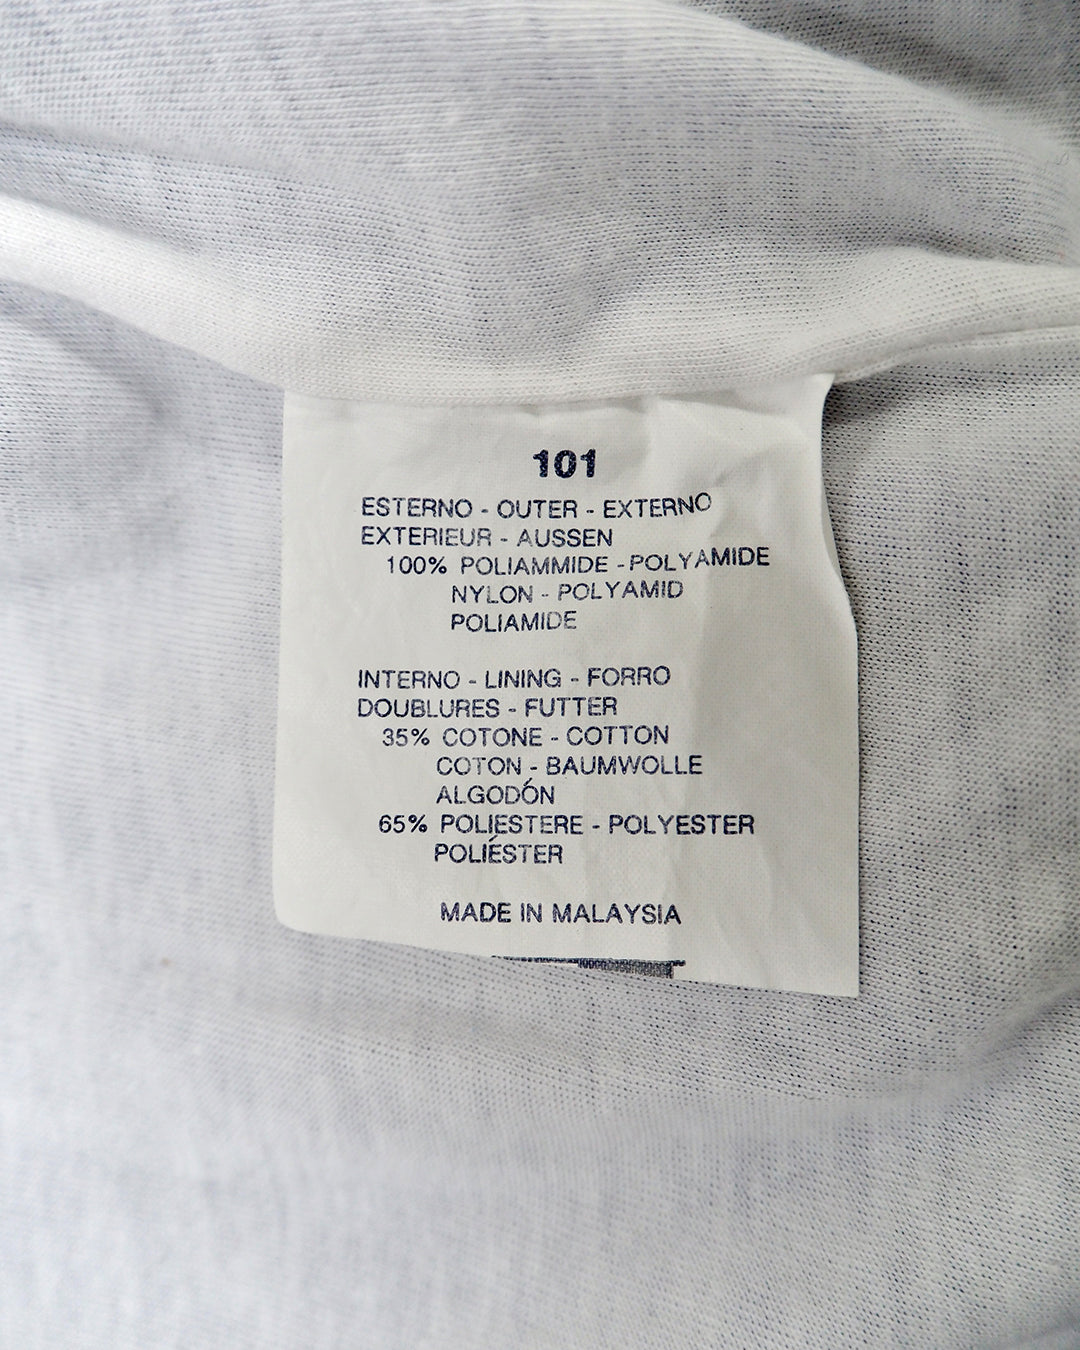 101
ESTERNO - OUTER - EXTERNO
EXTERIEUR - AUSSEN
100% POLIAMMIDE - POLYAMIDE
NYLON - POLYAMID
POLIAMIDE
INTERNO - LINING - FORRO
DOUBLURES - FUTTER
35% COTONE - COTTON
COTON - BAUMWOLLE
ALGODÓN
65% POLIESTERE - POLYESTER
POLIÉSTER
MADE IN MALAYSIA